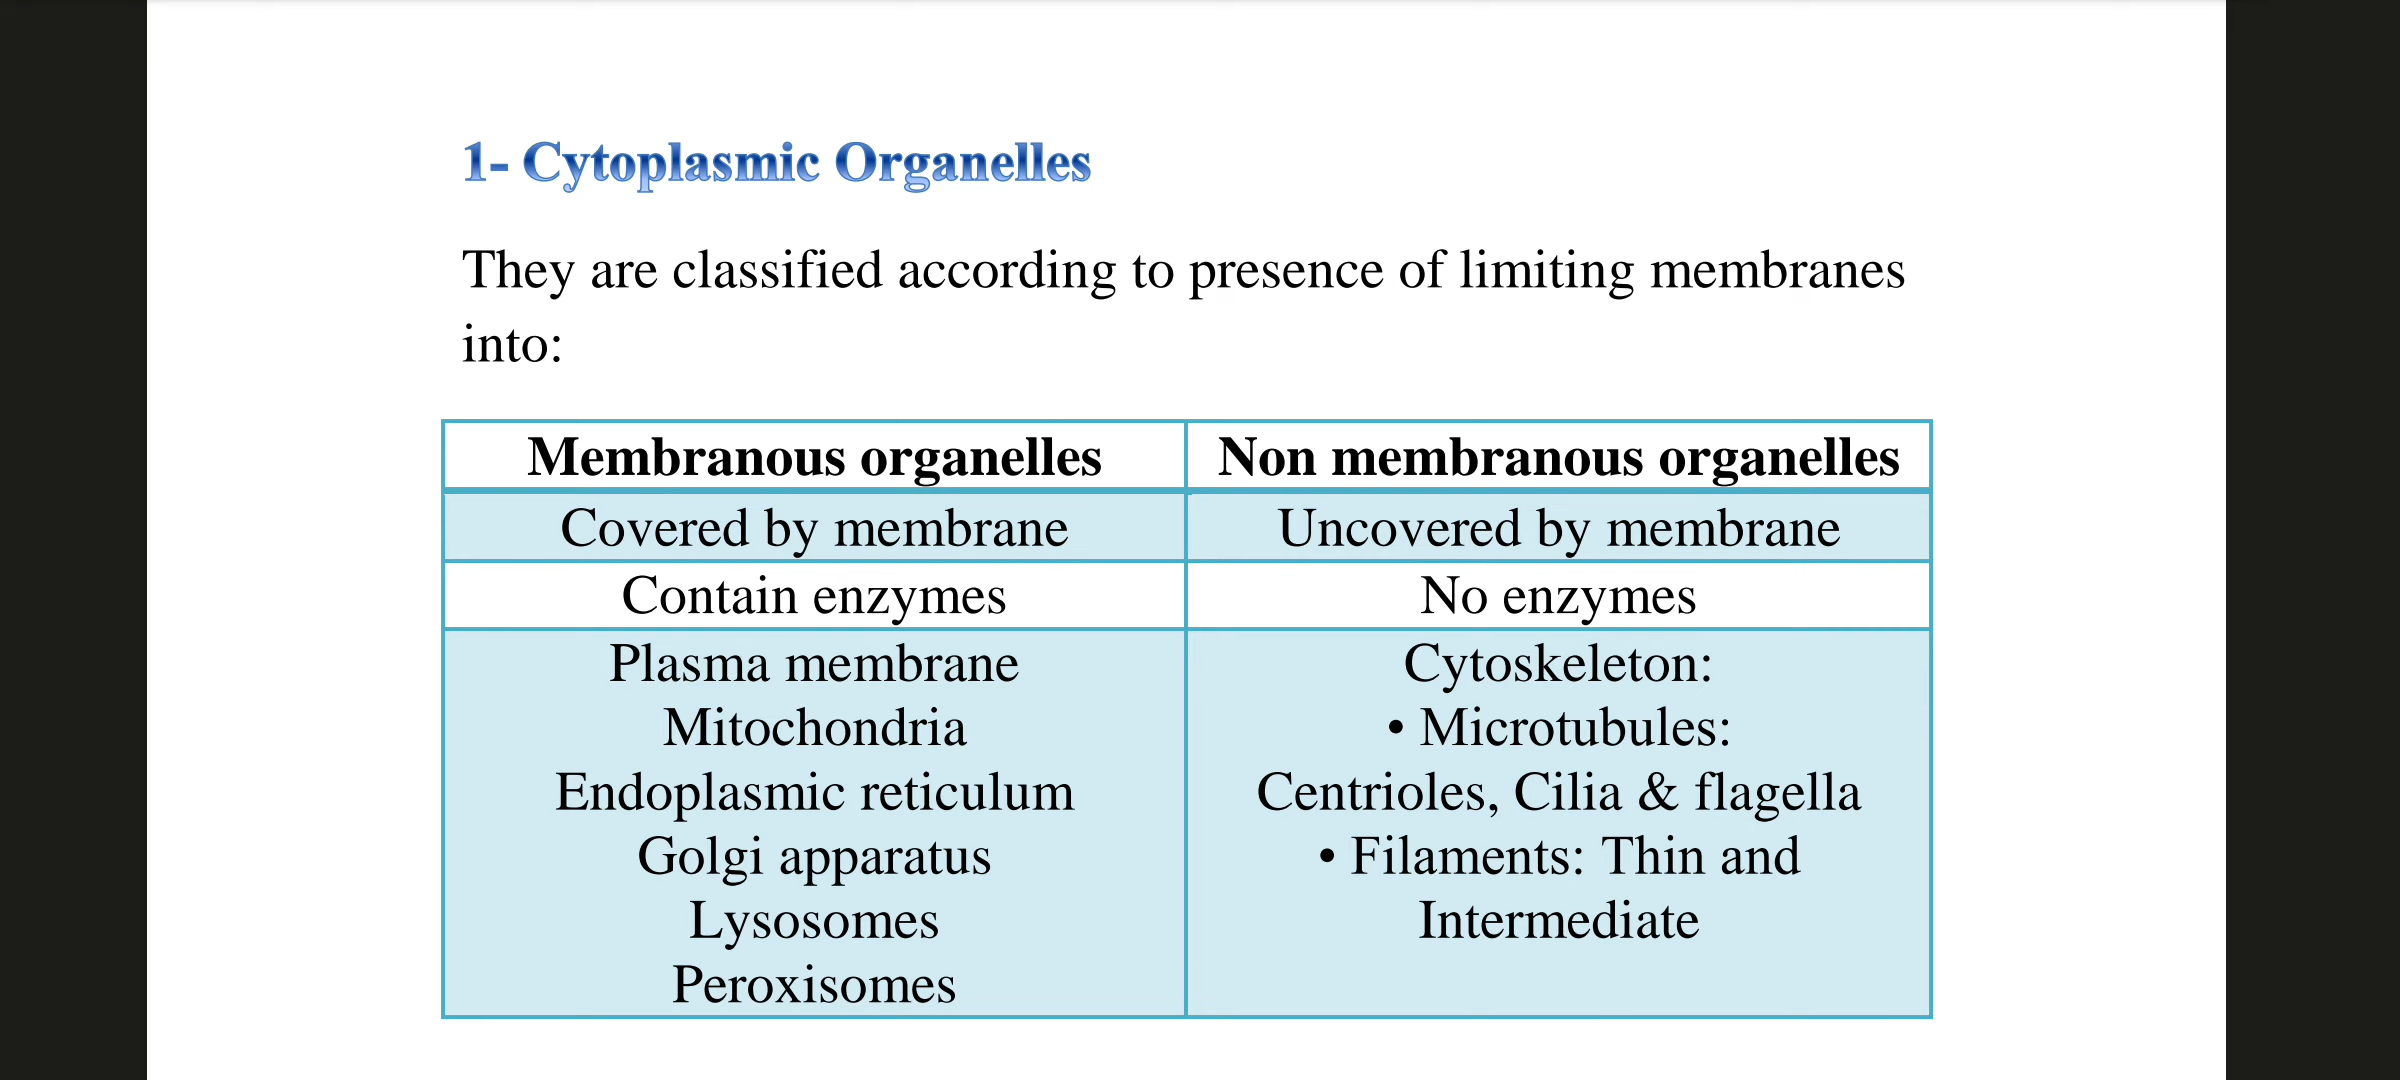 1- Cytoplasmic Organelles
They are classified according to presence of limiting membranes
into:
Membranous organelles
Non membranous organelles
Covered by membrane
Uncovered by membrane
Contain enzymes
No enzymes
Plasma membrane
Mitochondria
Endoplasmic reticulum
Golgi apparatus
Lysosomes
Peroxisomes
Cytoskeleton:
• Microtubules:
Centrioles, Cilia & flagella
• Filaments: Thin and
Intermediate